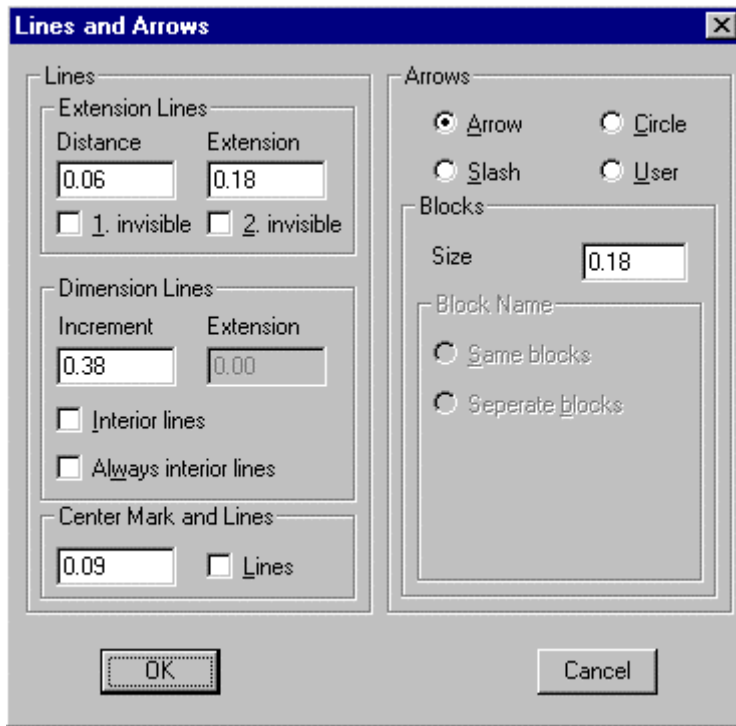 Lines and Arrows
Lines
Extension Lines
Distance Extension
0.06 0.18
1. invisible 2. invisible
Dimension Lines
Increment Extension
0.38 0.00
Interior lines
Always interior lines
Center Mark and Lines
0.09 Lines
Arrows
Arrow Circle
Slash User
Blocks
Size 0.18
Block Name
Same blocks
Seperate blocks
OK Cancel